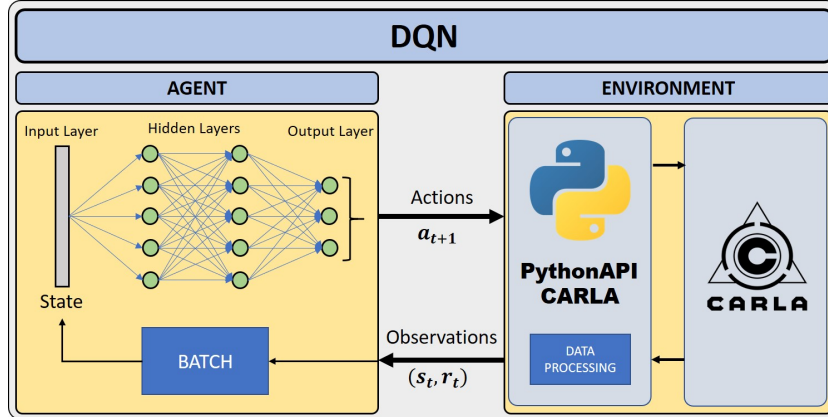 DQN
AGENT
Input Layer
Hidden Layers
Output Layer
State
BATCH
Actions
a_{t+1}
Observations
(s_t, r_t)
ENVIRONMENT
PythonAPI
CARLA
DATA
PROCESSING
C
CARLA